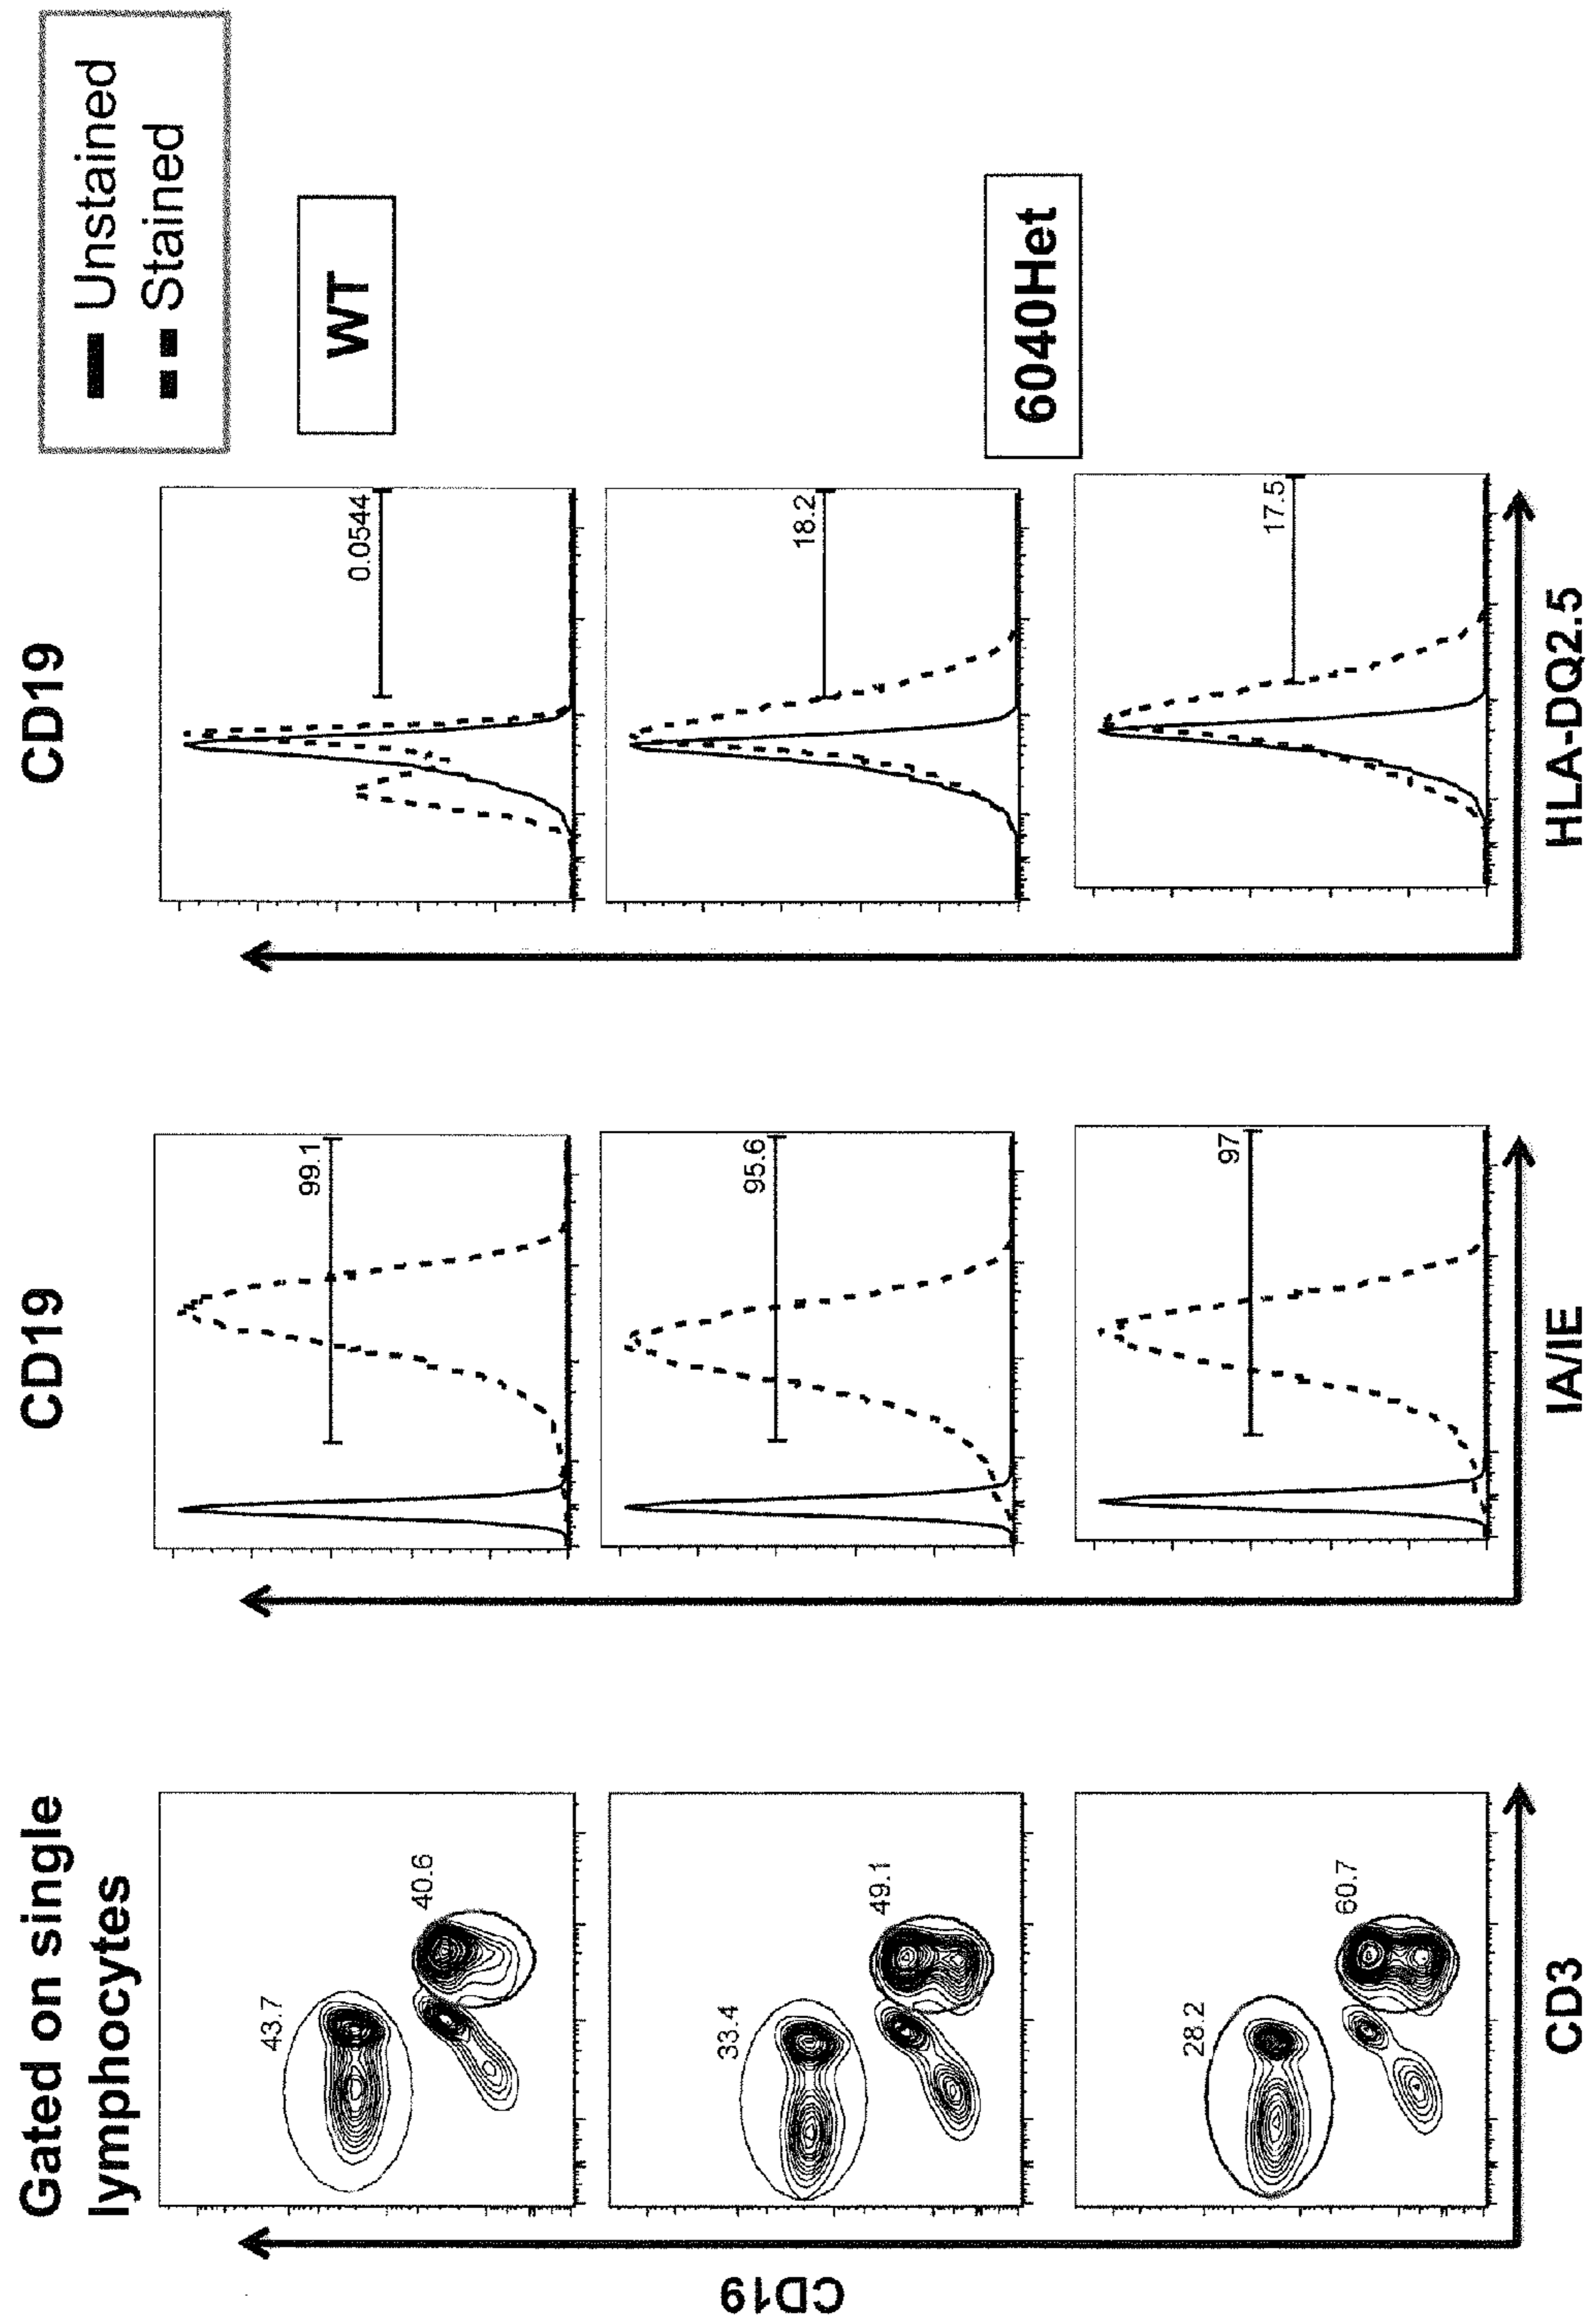 Gated on single
lymphocytes
CD19
CD19
Unstained
Stained
43.7
40.6
99.1
0.0544
WT
33.4
49.1
95.6
18.2
6040Het
28.2
60.7
97
17.5
CD19
CD3
IA/IE
HLA-DQ2.5